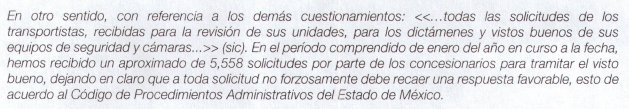 En otro sentido, con referencia a los demás cuestionamientos: <<...todas las solicitudes de los
transportistas, recibidas para la revisión de sus unidades, para los dictámenes y vistos buenos de sus
equipos de seguridad y cámaras...>> (sic). En el período comprendido de enero del año en curso a la fecha,
hemos recibido un aproximado de 5,558 solicitudes por parte de los concesionarios para tramitar el visto
bueno, dejando en claro que a toda solicitud no forzosamente debe recaer una respuesta favorable, esto de
acuerdo al Código de Procedimientos Administrativos del Estado de México.